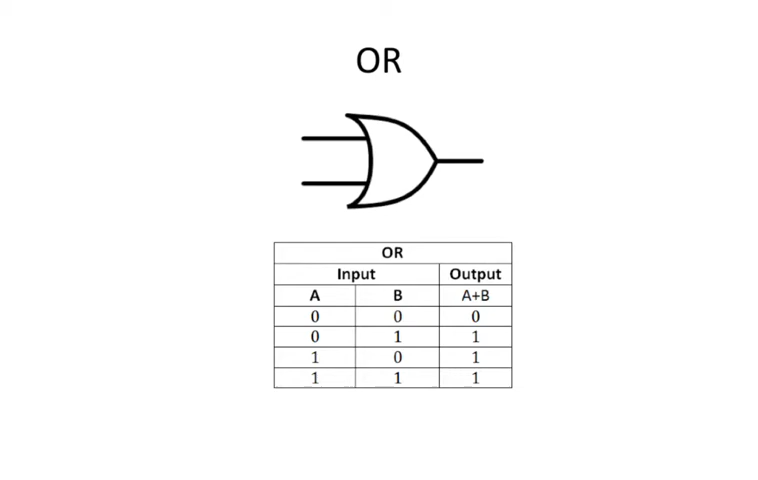 OR
OR
Input Output
A B A+B
0 0 0
0 1 1
1 0 1
1 1 1